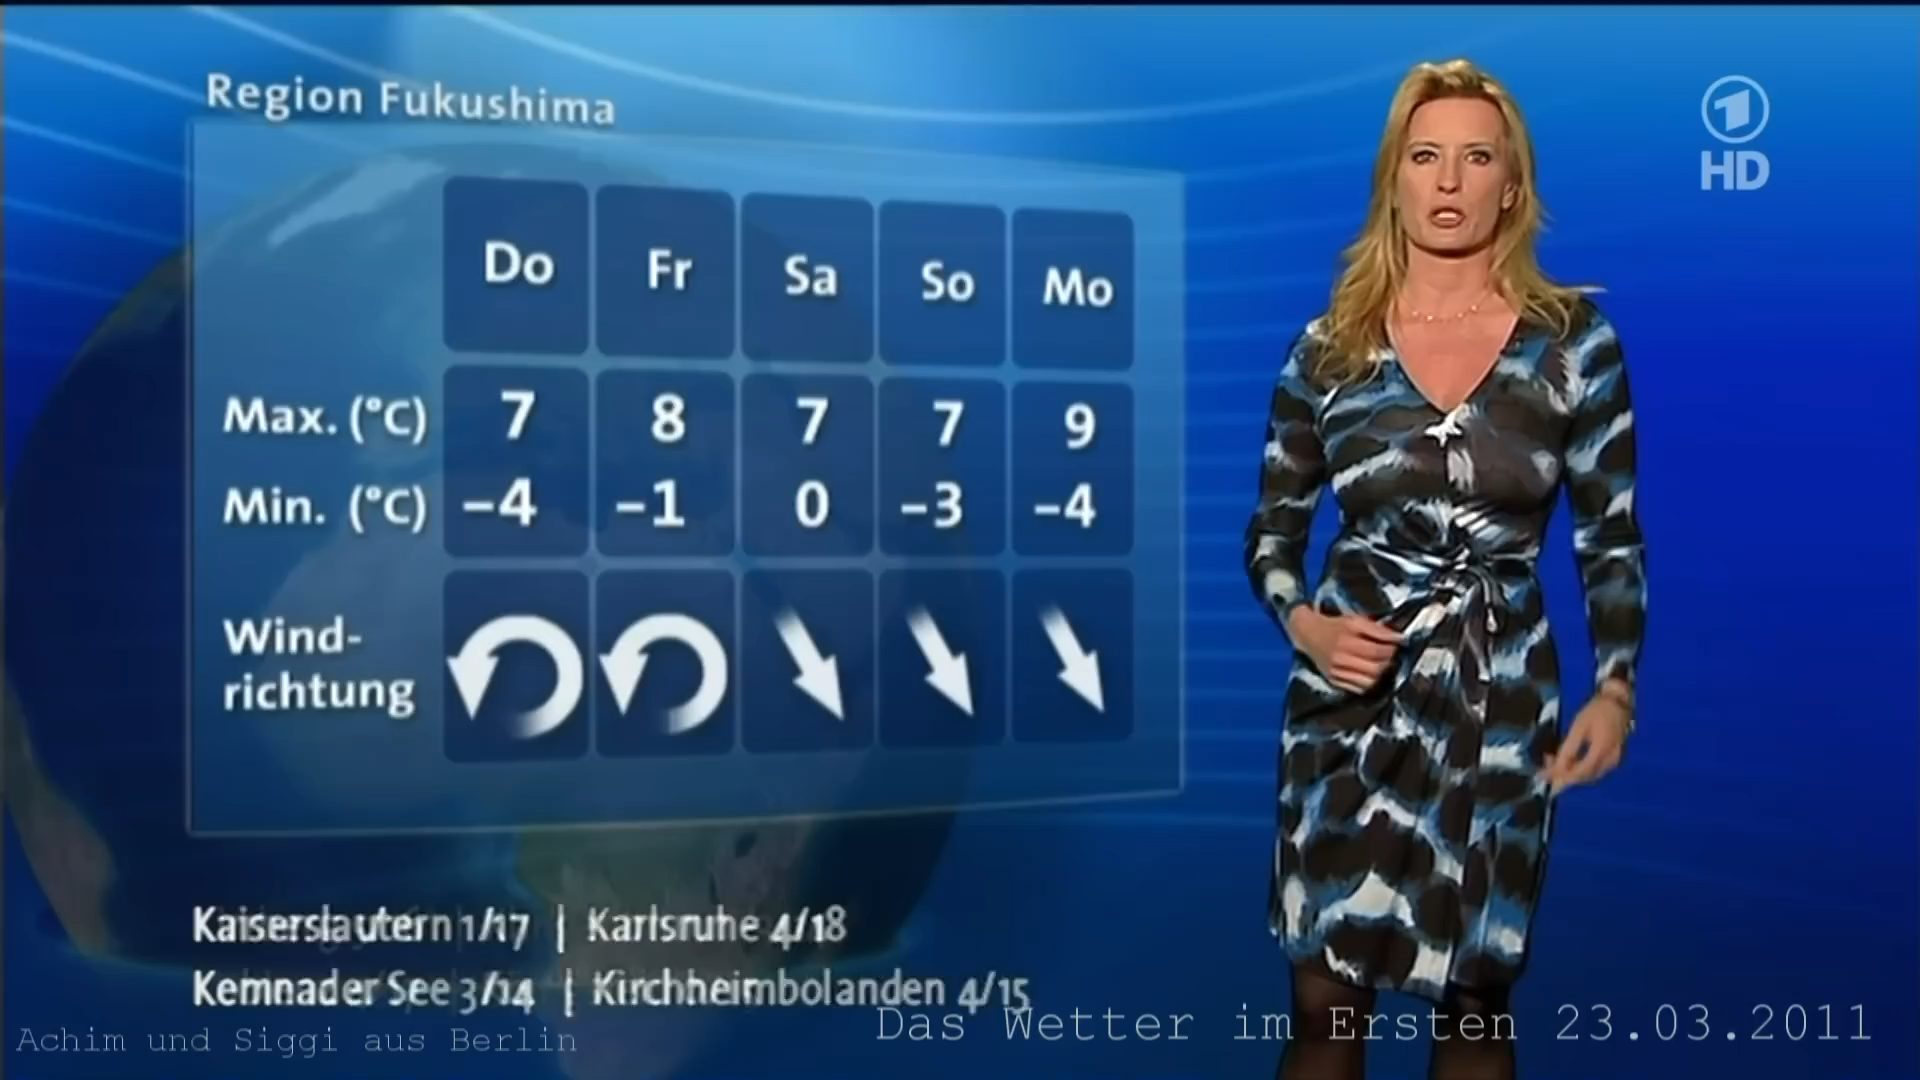 Region Fukushima
1
HD
Do Fr Sa So Mo
Max. (°C) 7 8 7 7 9
Min. (°C) -4 -1 0 -3 -4
Wind-
richtung
Kaiserslautern 1/17 | Karlsruhe 4/18
Kemnader See 3/14 | Kirchheimbolanden 4/15
Das Wetter im Ersten 23.03.2011
Achim und Siggi aus Berlin